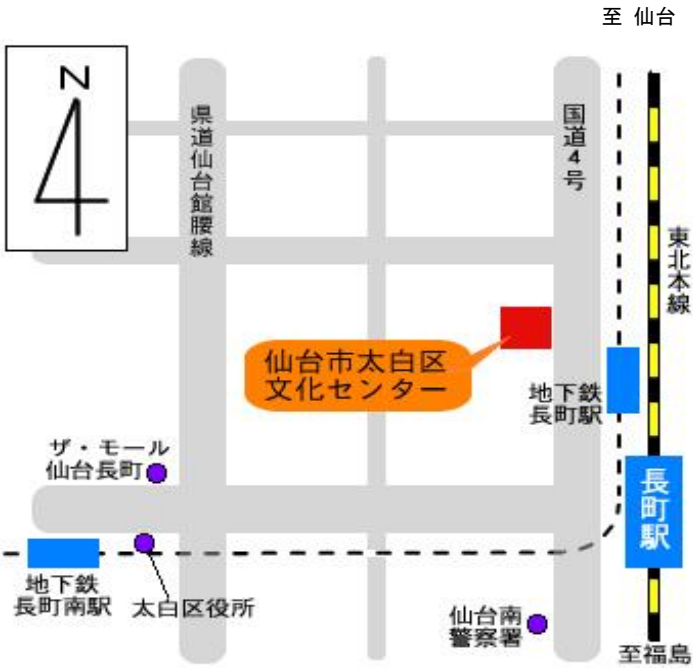 至 仙台
N
県道仙台館腰線
国道4号
東北本線
仙台市太白区
文化センター
地下鉄
長町駅
ザ・モール
仙台長町
長町駅
地下鉄
長町南駅
太白区役所
仙台南
警察署
至福島